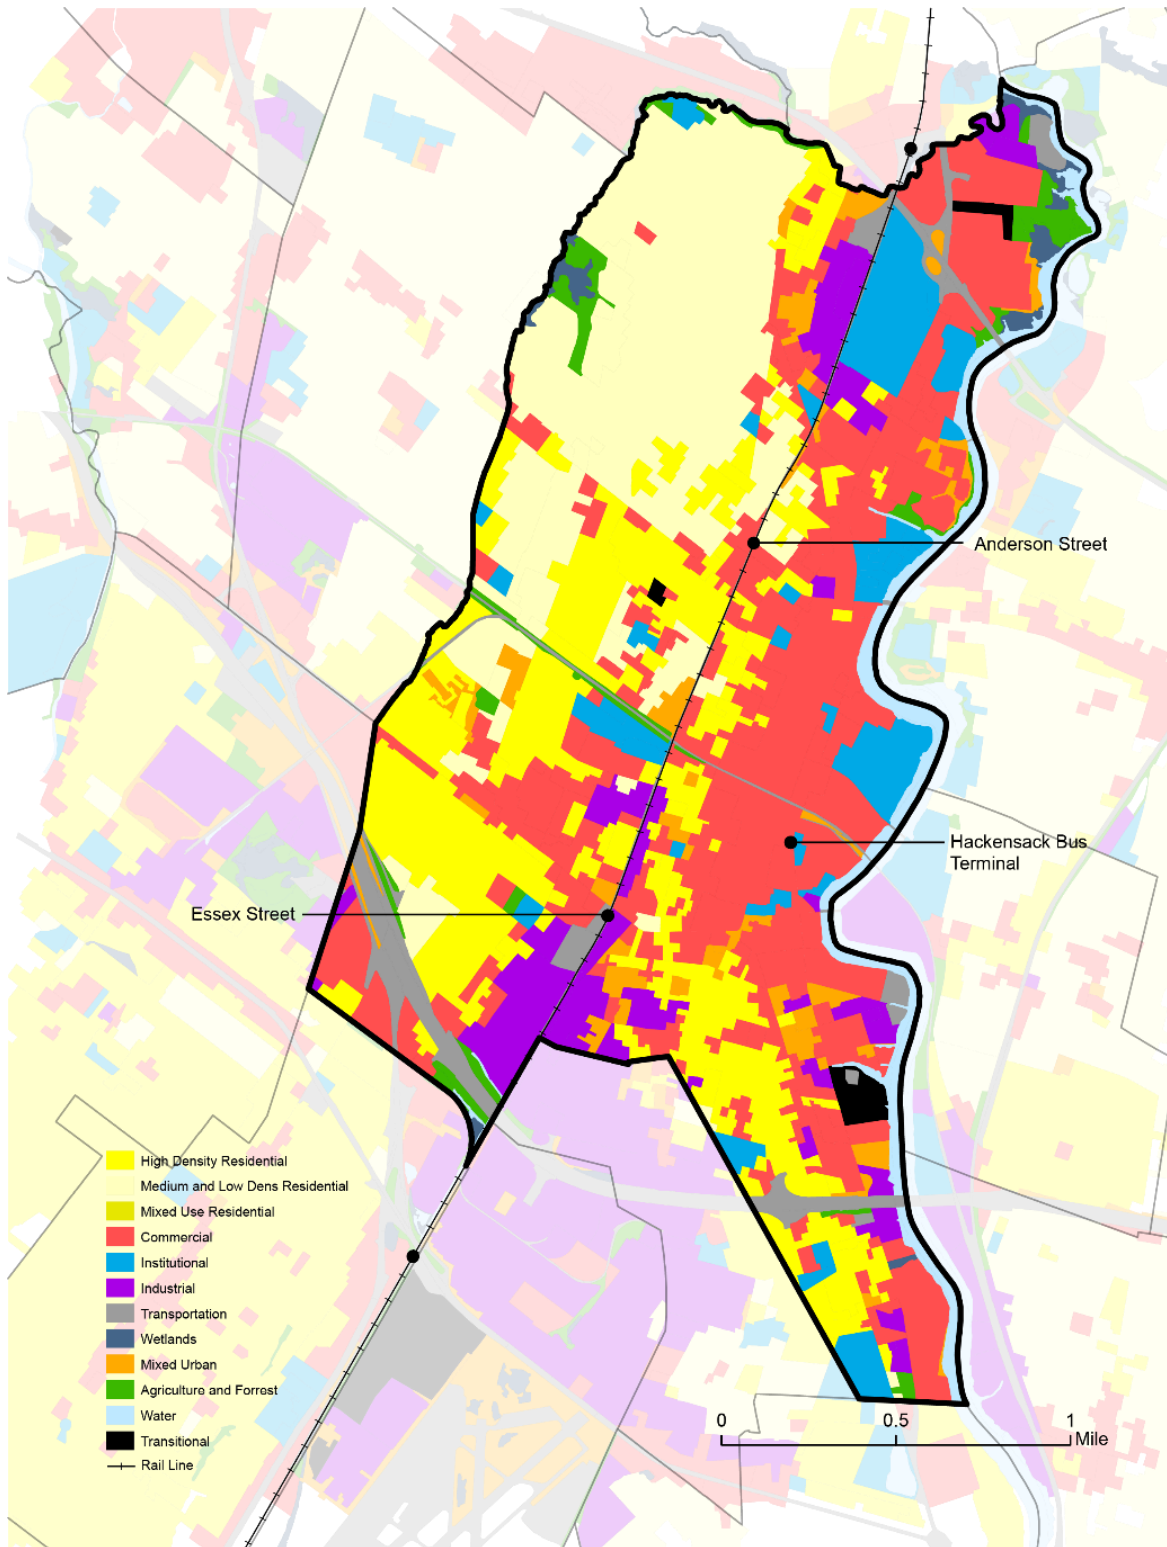 Anderson Street
Hackensack Bus
Terminal
Essex Street
High Density Residential
Medium and Low Dens Residential
Mixed Use Residential
Commercial
Institutional
Industrial
Transportation
Wetlands
Mixed Urban
Agriculture and Forrest
Water
Transitional
Rail Line
0 0.5 1
Mile